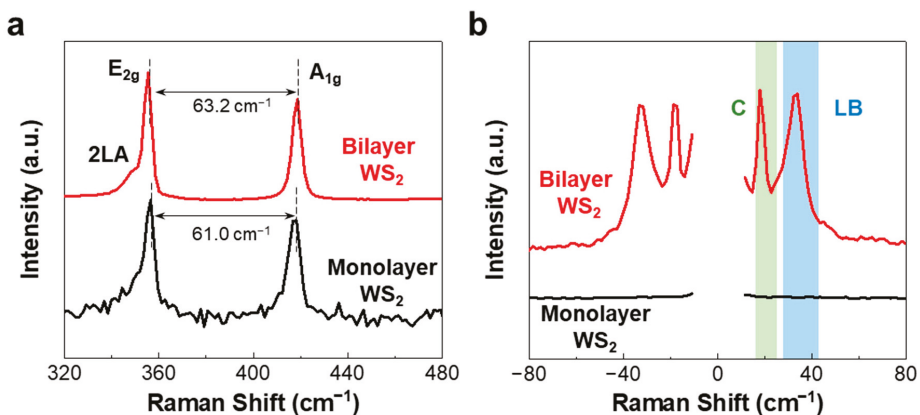 a
E2g
A1g
63.2 cm⁻¹
2LA
Bilayer
WS2
61.0 cm⁻¹
Monolayer
WS2
Intensity (a.u.)
320 360 400 440 480
Raman Shift (cm⁻¹)
b
C
LB
Bilayer
WS2
Monolayer
WS2
Intensity (a.u.)
−80 −40 0 40 80
Raman Shift (cm⁻¹)